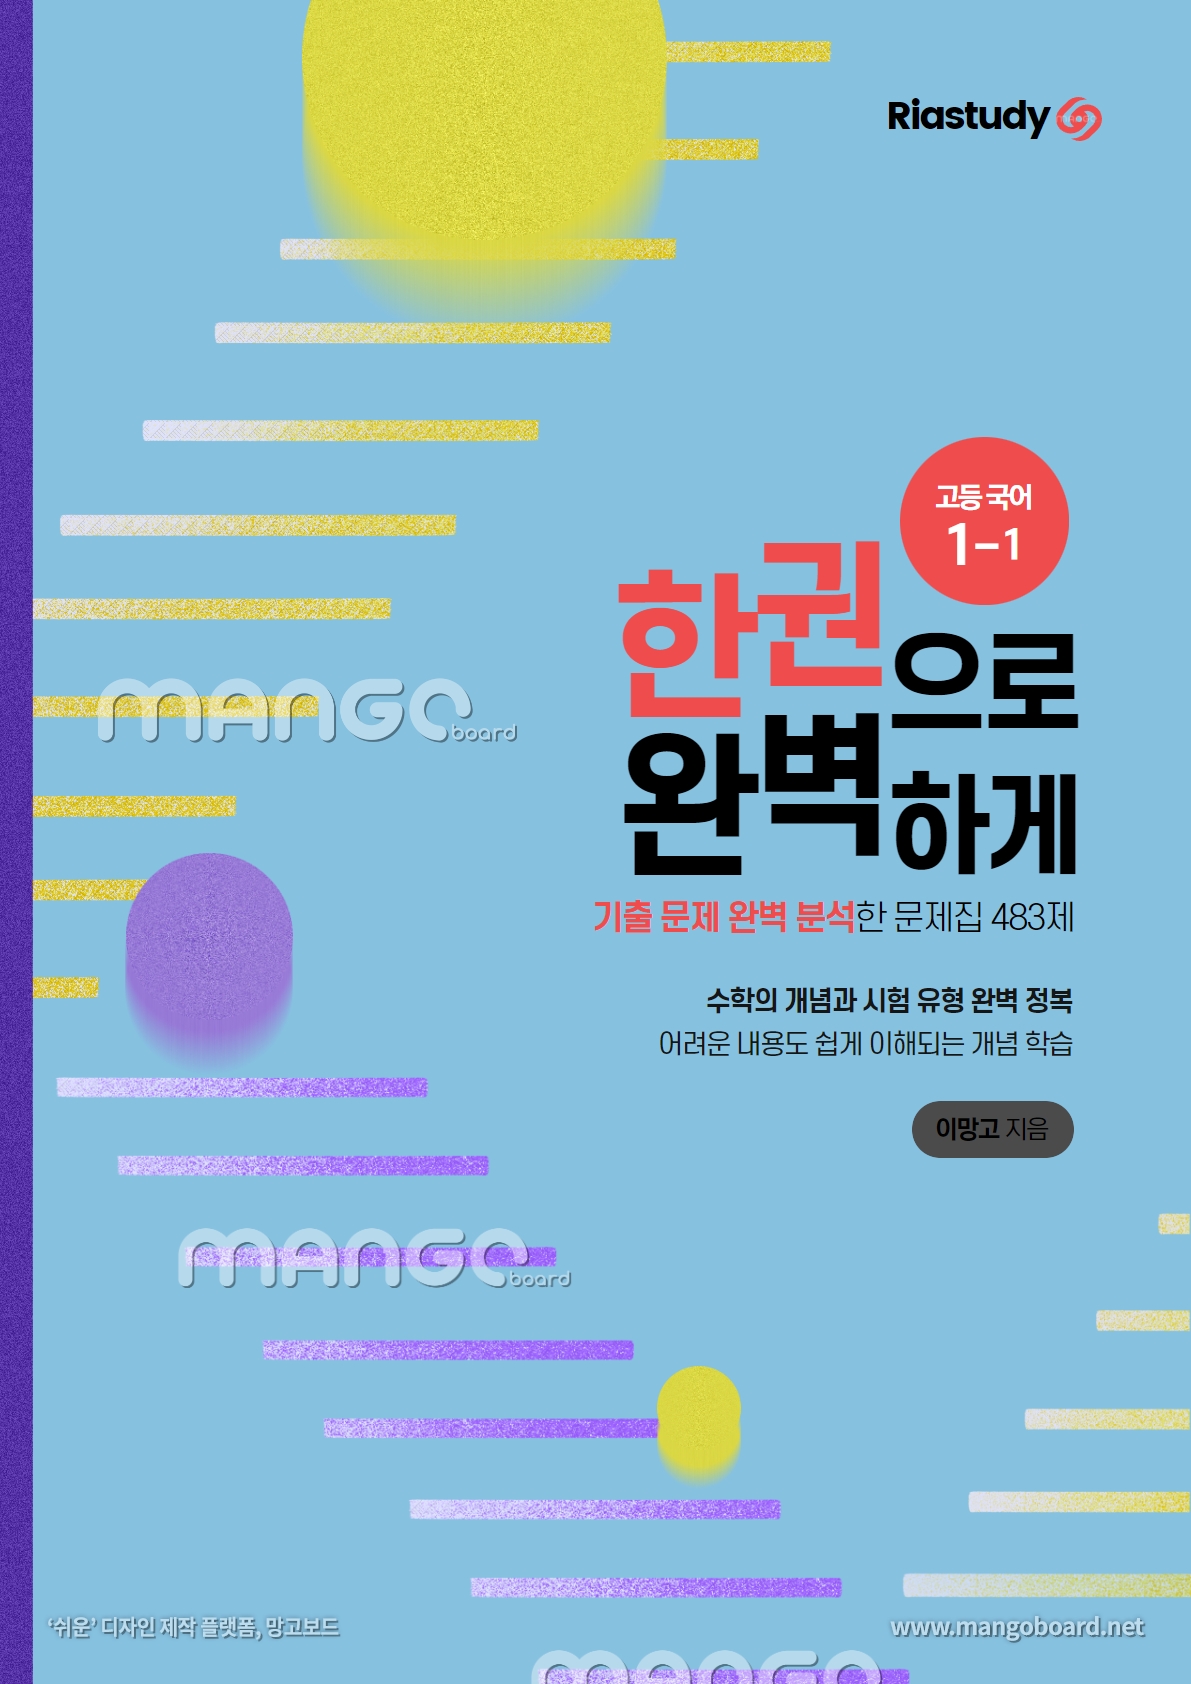 Riastudy
고등 국어
1-1
한권으로
완벽하게
기출 문제 완벽 분석한 문제집 483제
수학의 개념과 시험 유형 완벽 정복
어려운 내용도 쉽게 이해되는 개념 학습
이망고 지음
MANGO board
MANGO board
‘쉬운’ 디자인 제작 플랫폼, 망고보드
www.mangoboard.net
MANGO